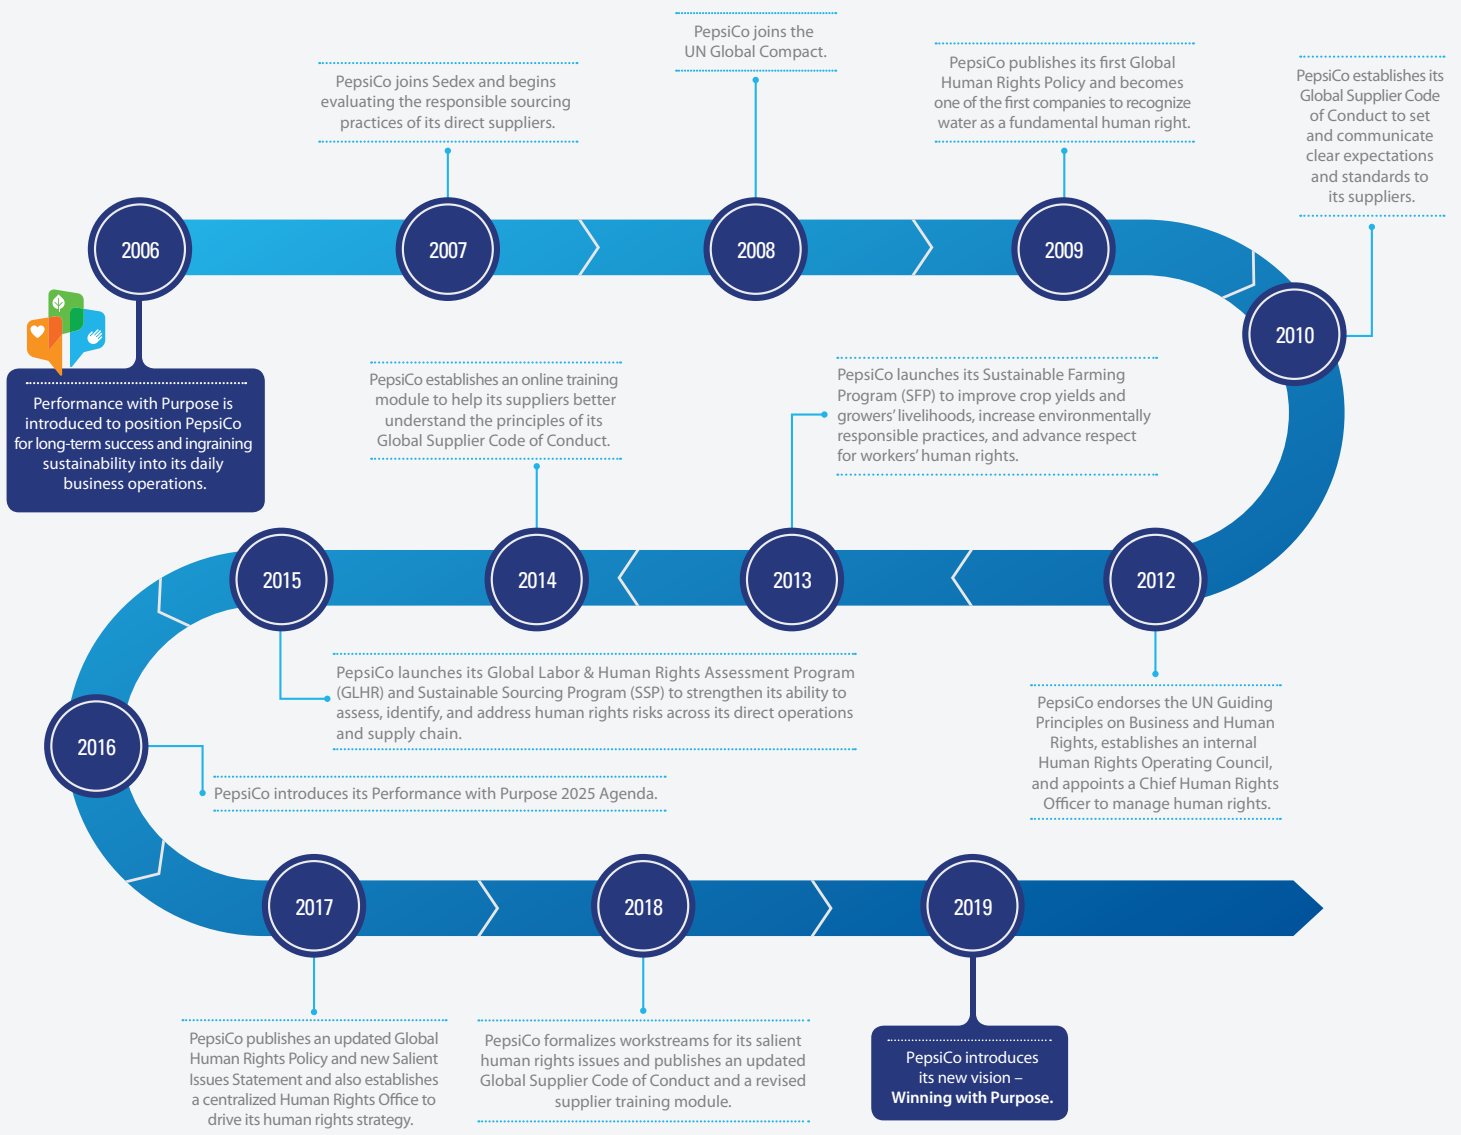 2006
Performance with Purpose is
introduced to position PepsiCo
for long-term success and ingraining
sustainability into its daily
business operations.
PepsiCo joins Sedex and begins
evaluating the responsible sourcing
practices of its direct suppliers.
2007
PepsiCo joins the
UN Global Compact.
2008
PepsiCo publishes its first Global
Human Rights Policy and becomes
one of the first companies to recognize
water as a fundamental human right.
2009
PepsiCo establishes its
Global Supplier Code
of Conduct to set
and communicate
clear expectations
and standards to
its suppliers.
2010
2012
PepsiCo endorses the UN Guiding
Principles on Business and Human
Rights, establishes an internal
Human Rights Operating Council,
and appoints a Chief Human Rights
Officer to manage human rights.
PepsiCo launches its Sustainable Farming
Program (SFP) to improve crop yields and
growers’ livelihoods, increase environmentally
responsible practices, and advance respect
for workers’ human rights.
2013
PepsiCo establishes an online training
module to help its suppliers better
understand the principles of its
Global Supplier Code of Conduct.
2014
2015
PepsiCo launches its Global Labor & Human Rights Assessment Program
(GLHR) and Sustainable Sourcing Program (SSP) to strengthen its ability to
assess, identify, and address human rights risks across its direct operations
and supply chain.
2016
PepsiCo introduces its Performance with Purpose 2025 Agenda.
2017
PepsiCo publishes an updated Global
Human Rights Policy and new Salient
Issues Statement and also establishes
a centralized Human Rights Office to
drive its human rights strategy.
2018
PepsiCo formalizes workstreams for its salient
human rights issues and publishes an updated
Global Supplier Code of Conduct and a revised
supplier training module.
2019
PepsiCo introduces
its new vision –
Winning with Purpose.